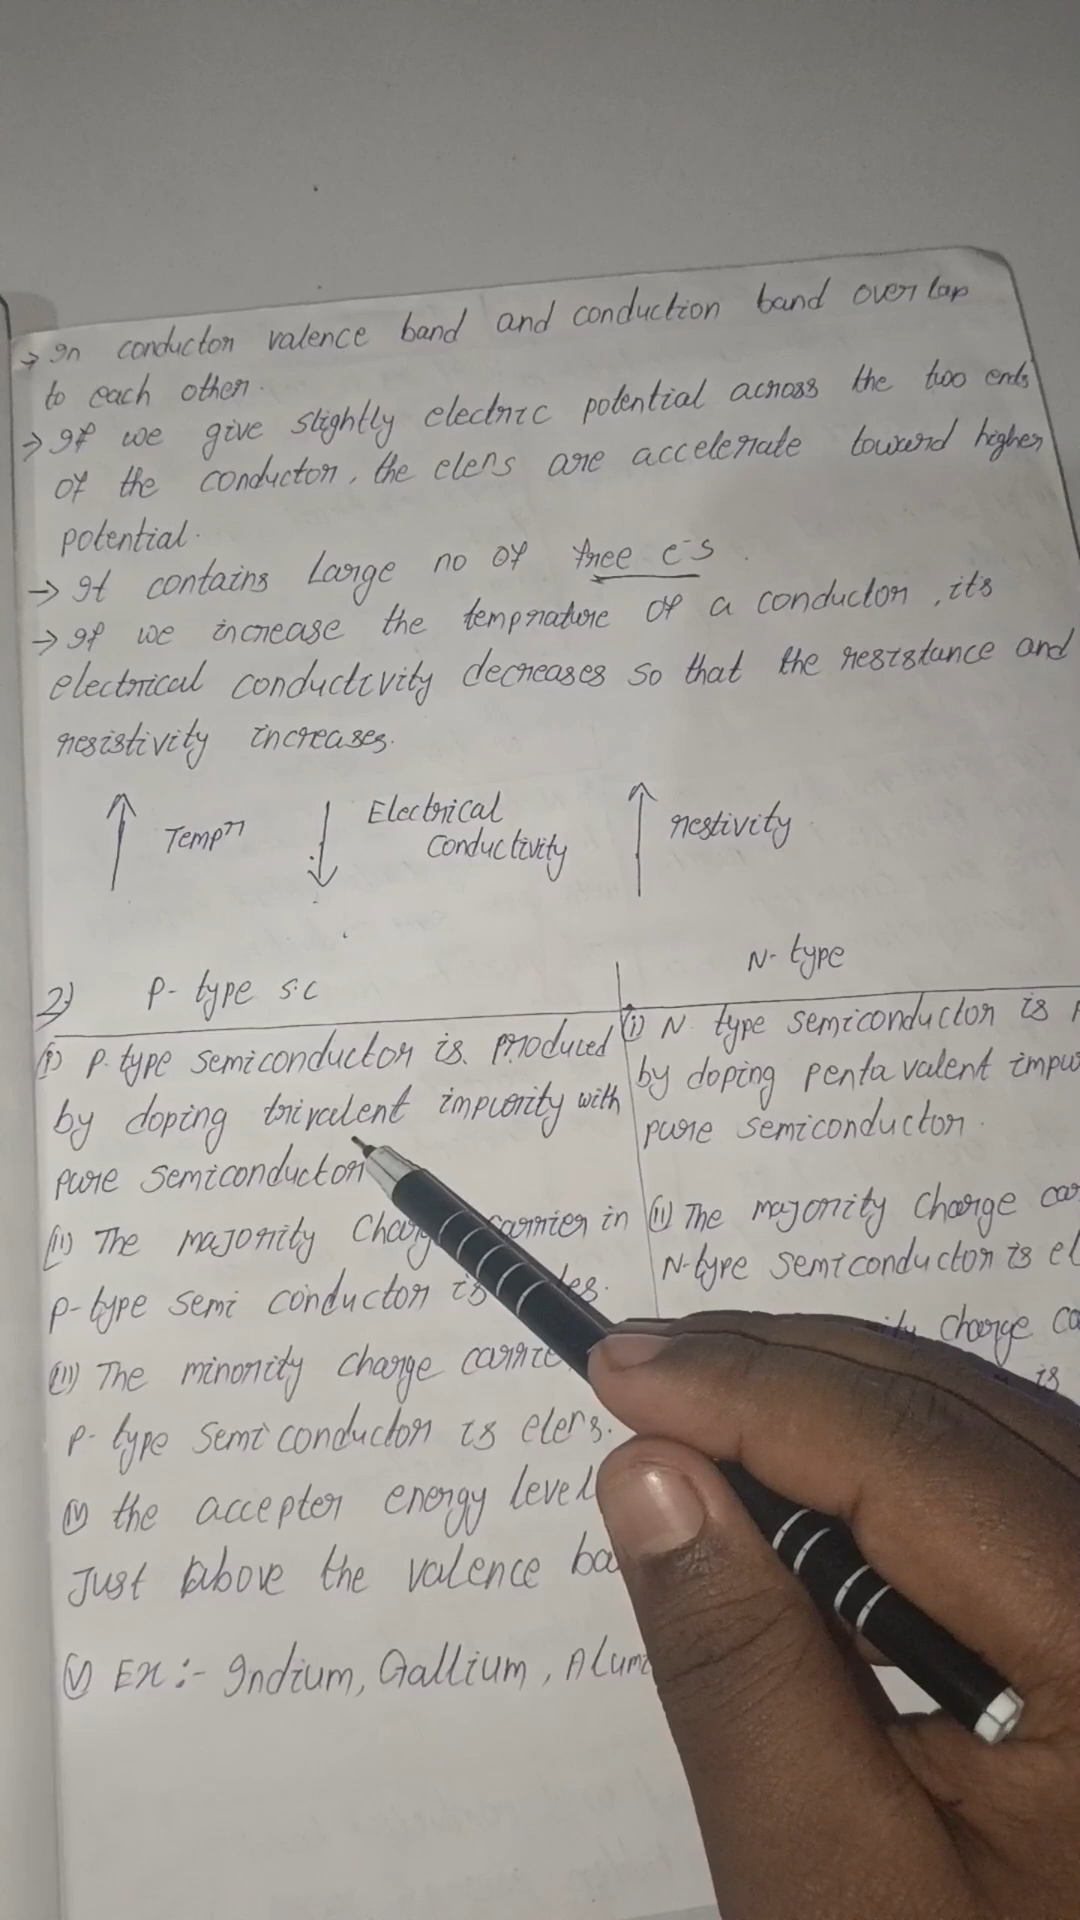 → In conductor valence band and conduction band overlap
to each other.
→ If we give slightly electric potential across the two ends
of the conductor, the elens are accelerate toward higher
potential.
→ It contains Large no of free e⁻s.
→ If we increase the temprature of a conductor, its
electrical conductivity decreases so that the resistance and
resistivity increases.
↑ Tempʳ ↓ Electrical Conductivity ↑ restivity
2) P-type s.c
N-type
(i) P-type semiconductor is produced
by doping trivalent impurity with
pure semiconductor
(ii) The majority carrier in
P-type semi conductor is
(iii) The minority charge
P-type semi conductor is elens.
(iv) the accepter energy level
Just above the valence
(v) Ex:- Indium, Gallium,
(i) N type semiconductor is
by doping penta valent
pure semiconductor.
(ii) The majority charge
N-type semiconductor is
charge
is